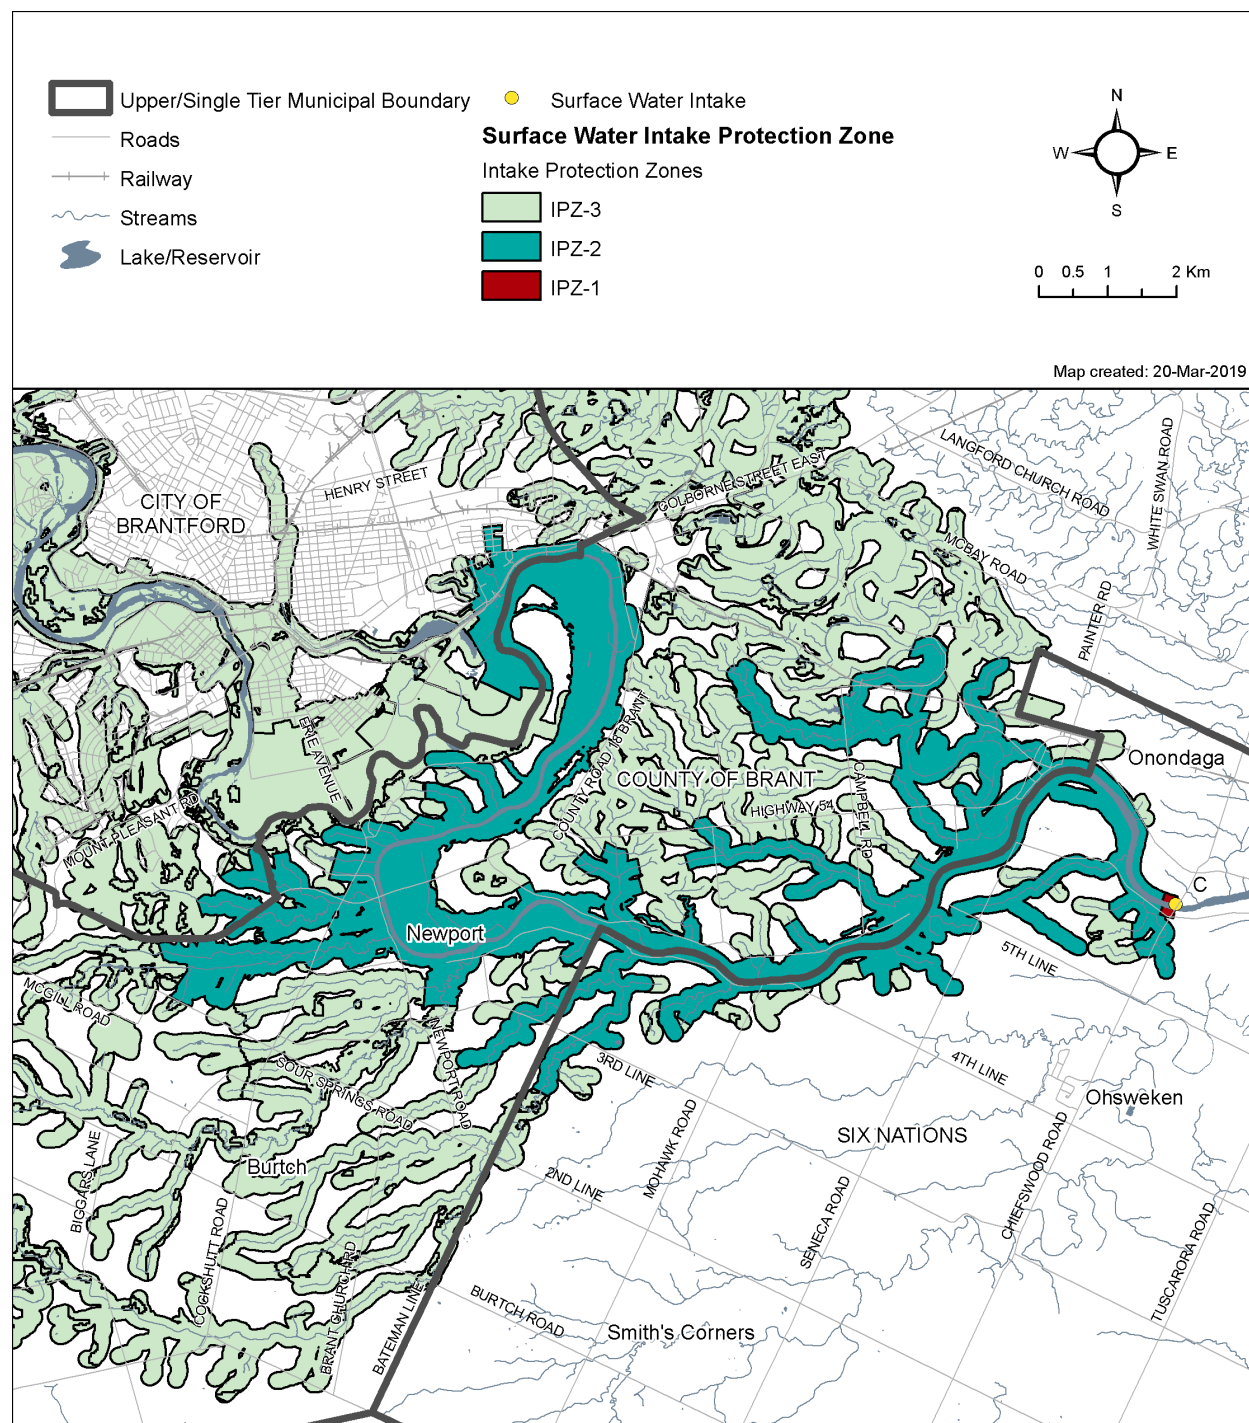 Upper/Single Tier Municipal Boundary
Roads
Railway
Streams
Lake/Reservoir
Surface Water Intake
Surface Water Intake Protection Zone
Intake Protection Zones
IPZ-3
IPZ-2
IPZ-1
N
W
E
S
0 0.5 1 2 Km
Map created: 20-Mar-2019
CITY OF
BRANTFORD
HENRY STREET
COLBORNE STREET EAST
LANGFORD CHURCH ROAD
WHITE SWAN ROAD
MCBAY ROAD
PAINTER RD
ERIE AVENUE
COUNTY ROAD 18 BRANT
COUNTY OF BRANT
Onondaga
MOUNT PLEASANT RD
HIGHWAY 54
CAMPBELL RD
C
Newport
5TH LINE
MCGILL ROAD
NEWPORT ROAD
SOUR SPRINGS ROAD
3RD LINE
4TH LINE
Ohsweken
SIX NATIONS
BIGGARS LANE
Burtch
2ND LINE
MOHAWK ROAD
SENECA ROAD
CHIEFSWOOD ROAD
TUSCARORA ROAD
COCKSHUTT ROAD
BRANT CHURCH RD
BATEMAN LINE
BURTCH ROAD
Smith's Corners